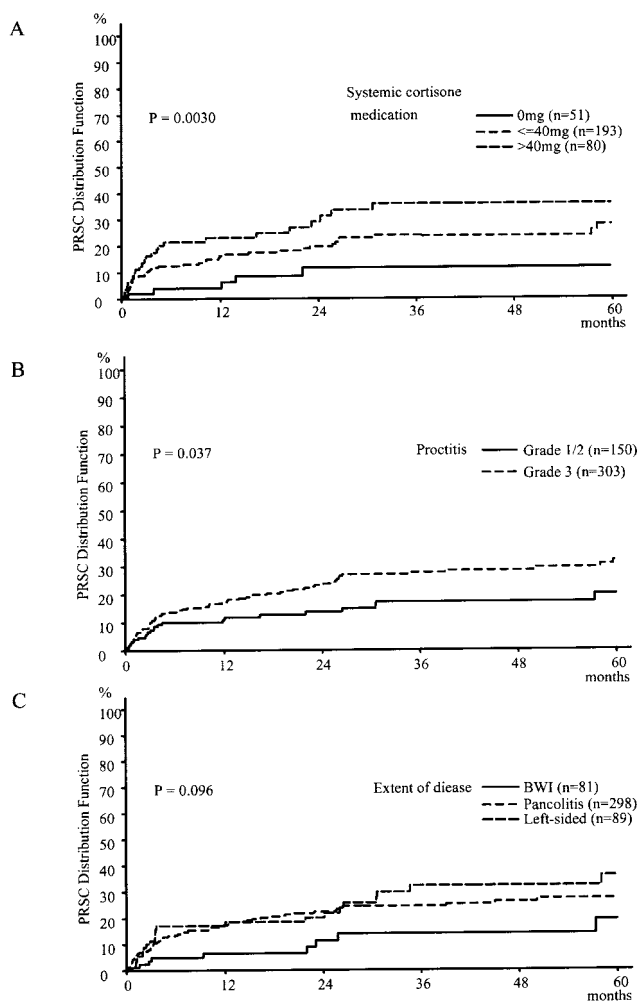 A
%
100
90
80
70
60
50
40
30
20
10
0
PRSC Distribution Function
P = 0.0030
Systemic cortisone
medication
0mg (n=51)
<=40mg (n=193)
>40mg (n=80)
0 12 24 36 48 60
months
B
%
100
90
80
70
60
50
40
30
20
10
0
PRSC Distribution Function
P = 0.037
Proctitis
Grade 1/2 (n=150)
Grade 3 (n=303)
0 12 24 36 48 60
months
C
%
100
90
80
70
60
50
40
30
20
10
0
PRSC Distribution Function
P = 0.096
Extent of disease
BWI (n=81)
Pancolitis (n=298)
Left-sided (n=89)
0 12 24 36 48 60
months